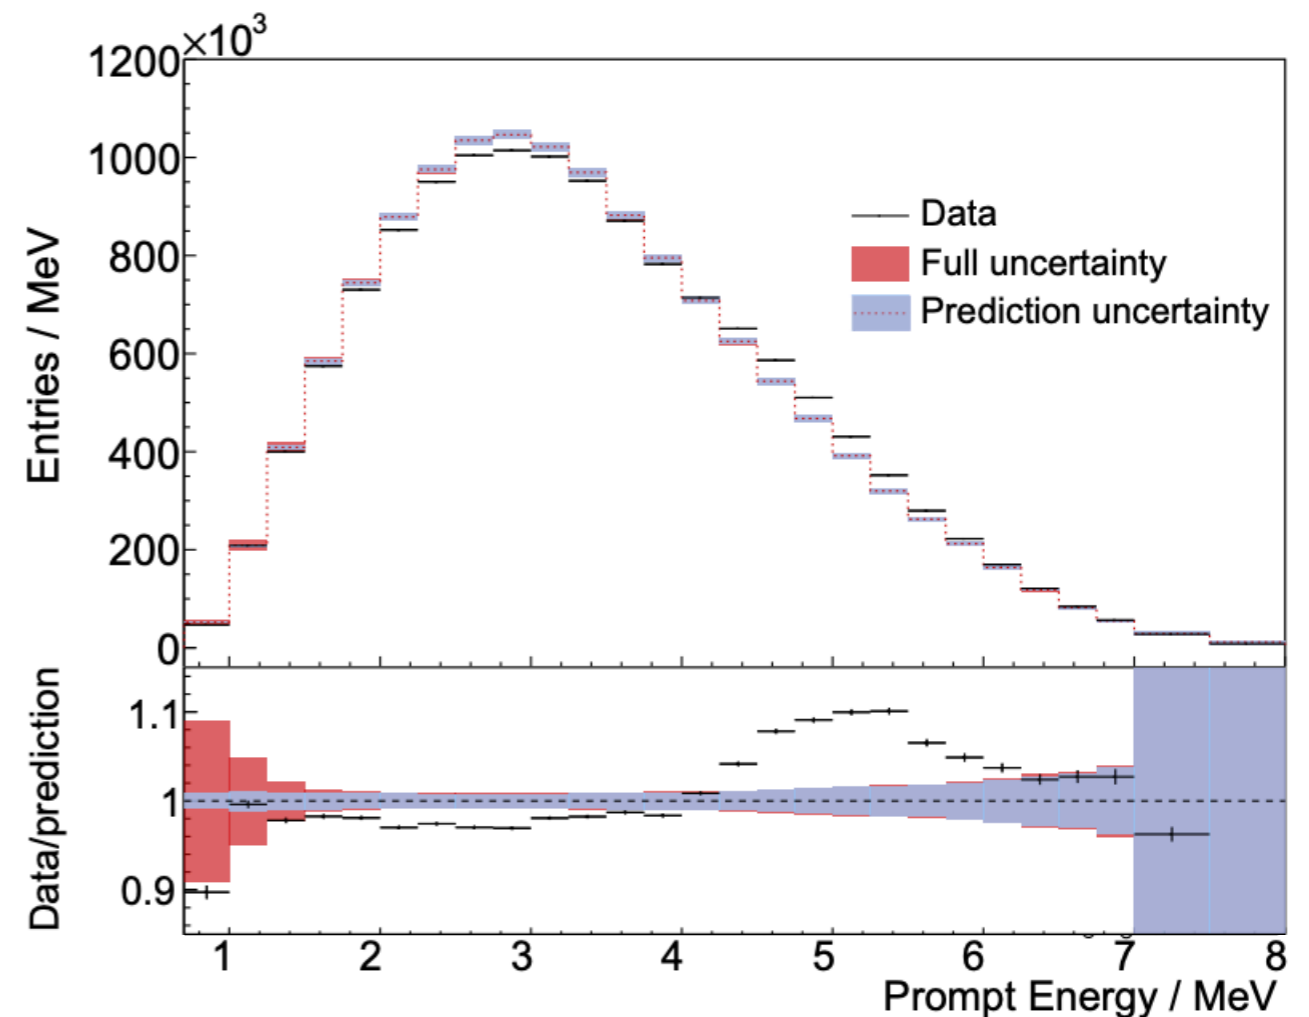 ×10³
1200
1000
800
600
400
200
0
Entries / MeV
Data
Full uncertainty
Prediction uncertainty
1.1
1
0.9
Data/prediction
1 2 3 4 5 6 7 8
Prompt Energy / MeV